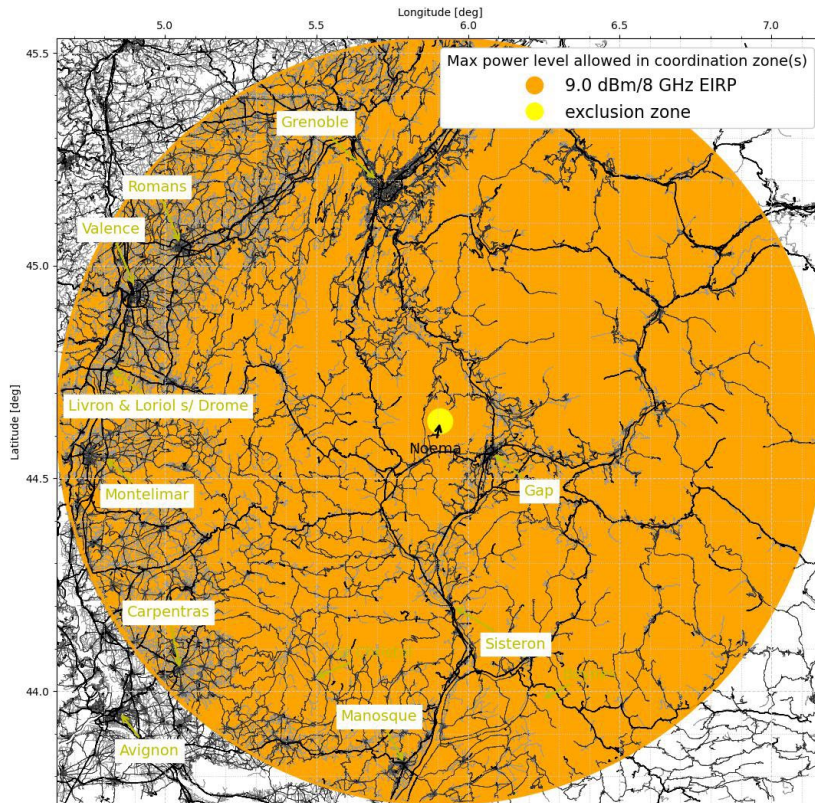 Longitude [deg]
5.0 5.5 6.0 6.5 7.0
45.5
Max power level allowed in coordination zone(s)
9.0 dBm/8 GHz EIRP
exclusion zone
Grenoble
Romans
Valence
45.0
Latitude [deg]
Livron & Loriol s/ Drome
Noema
44.5
Gap
Montelimar
Carpentras
Sisteron
44.0
Manosque
Avignon